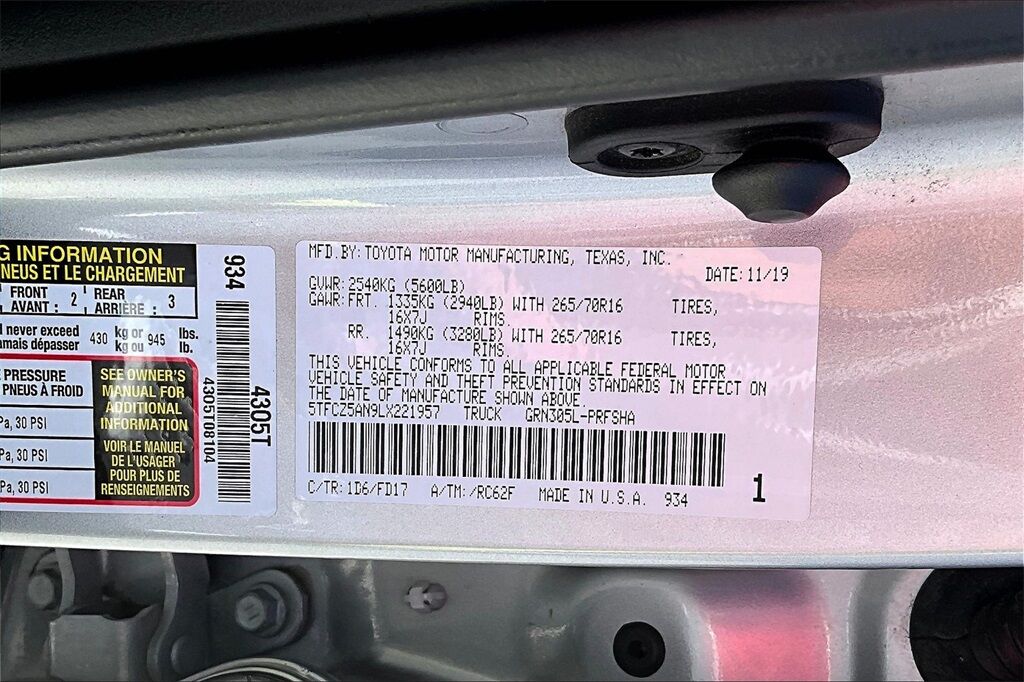 G INFORMATION
NEUS ET LE CHARGEMENT
FRONT AVANT : 2 REAR ARRIÈRE : 3
never exceed 430 kg or 945 lbs.
amais dépasser kg ou lb.
PRESSURE
PNEUS À FROID
Pa, 30 PSI
Pa, 30 PSI
Pa, 30 PSI
SEE OWNER'S
MANUAL FOR
ADDITIONAL
INFORMATION
VOIR LE MANUEL
DE L'USAGER
POUR PLUS DE
RENSEIGNEMENTS
934
4305T08104
4305T
MFD.BY:TOYOTA MOTOR MANUFACTURING, TEXAS, INC.
DATE:11/19
GVWR:2540KG (5600LB)
GAWR:FRT. 1335KG (2940LB) WITH 265/70R16 TIRES,
16X7J RIMS.
RR. 1490KG (3280LB) WITH 265/70R16 TIRES,
16X7J RIMS.
THIS VEHICLE CONFORMS TO ALL APPLICABLE FEDERAL MOTOR
VEHICLE SAFETY AND THEFT PREVENTION STANDARDS IN EFFECT ON
THE DATE OF MANUFACTURE SHOWN ABOVE.
5TFCZ5AN9LX221957 TRUCK GRN305L-PRFSHA
C/TR:1D6/FD17 A/TM:/RC62F MADE IN U.S.A. 934
1